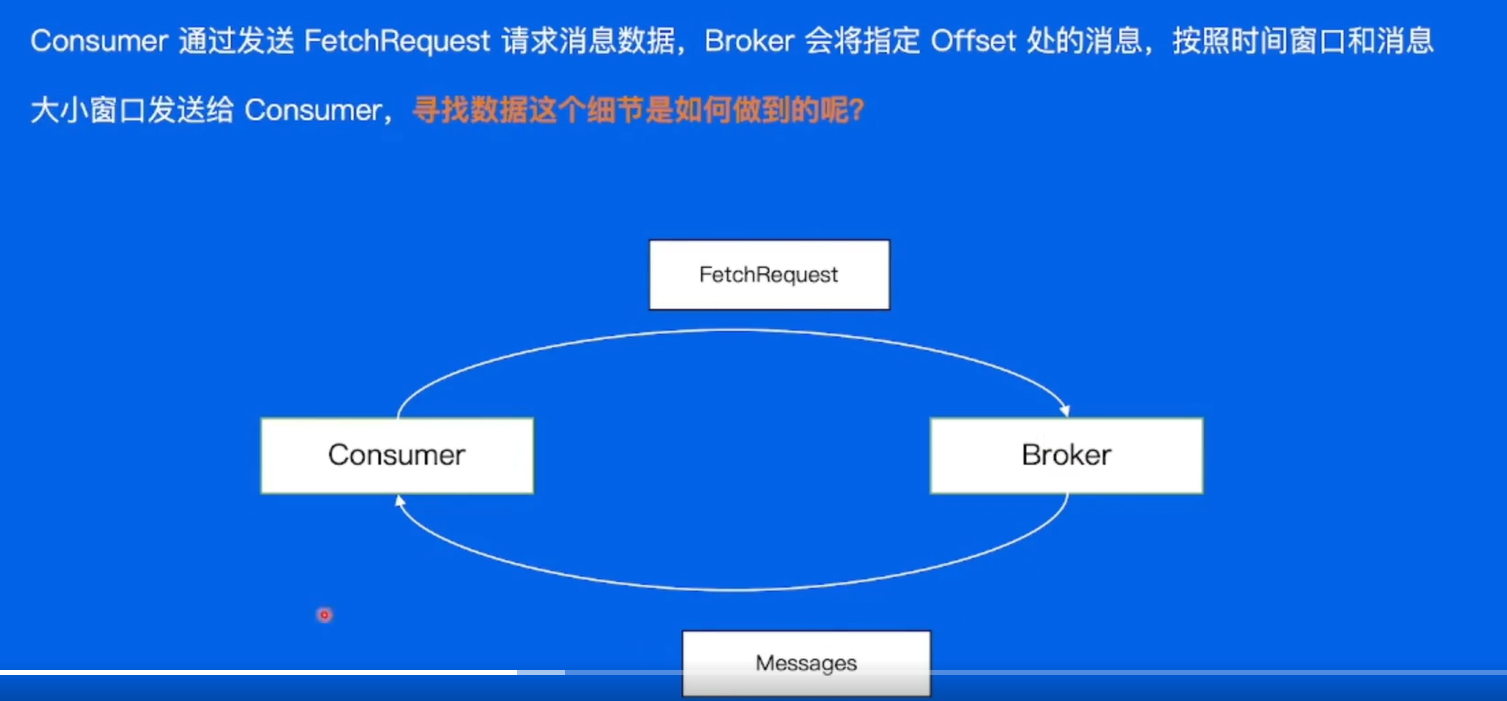 Consumer 通过发送 FetchRequest 请求消息数据，Broker 会将指定 Offset 处的消息，按照时间窗口和消息
大小窗口发送给 Consumer，寻找数据这个细节是如何做到的呢？
FetchRequest
Consumer
Broker
Messages